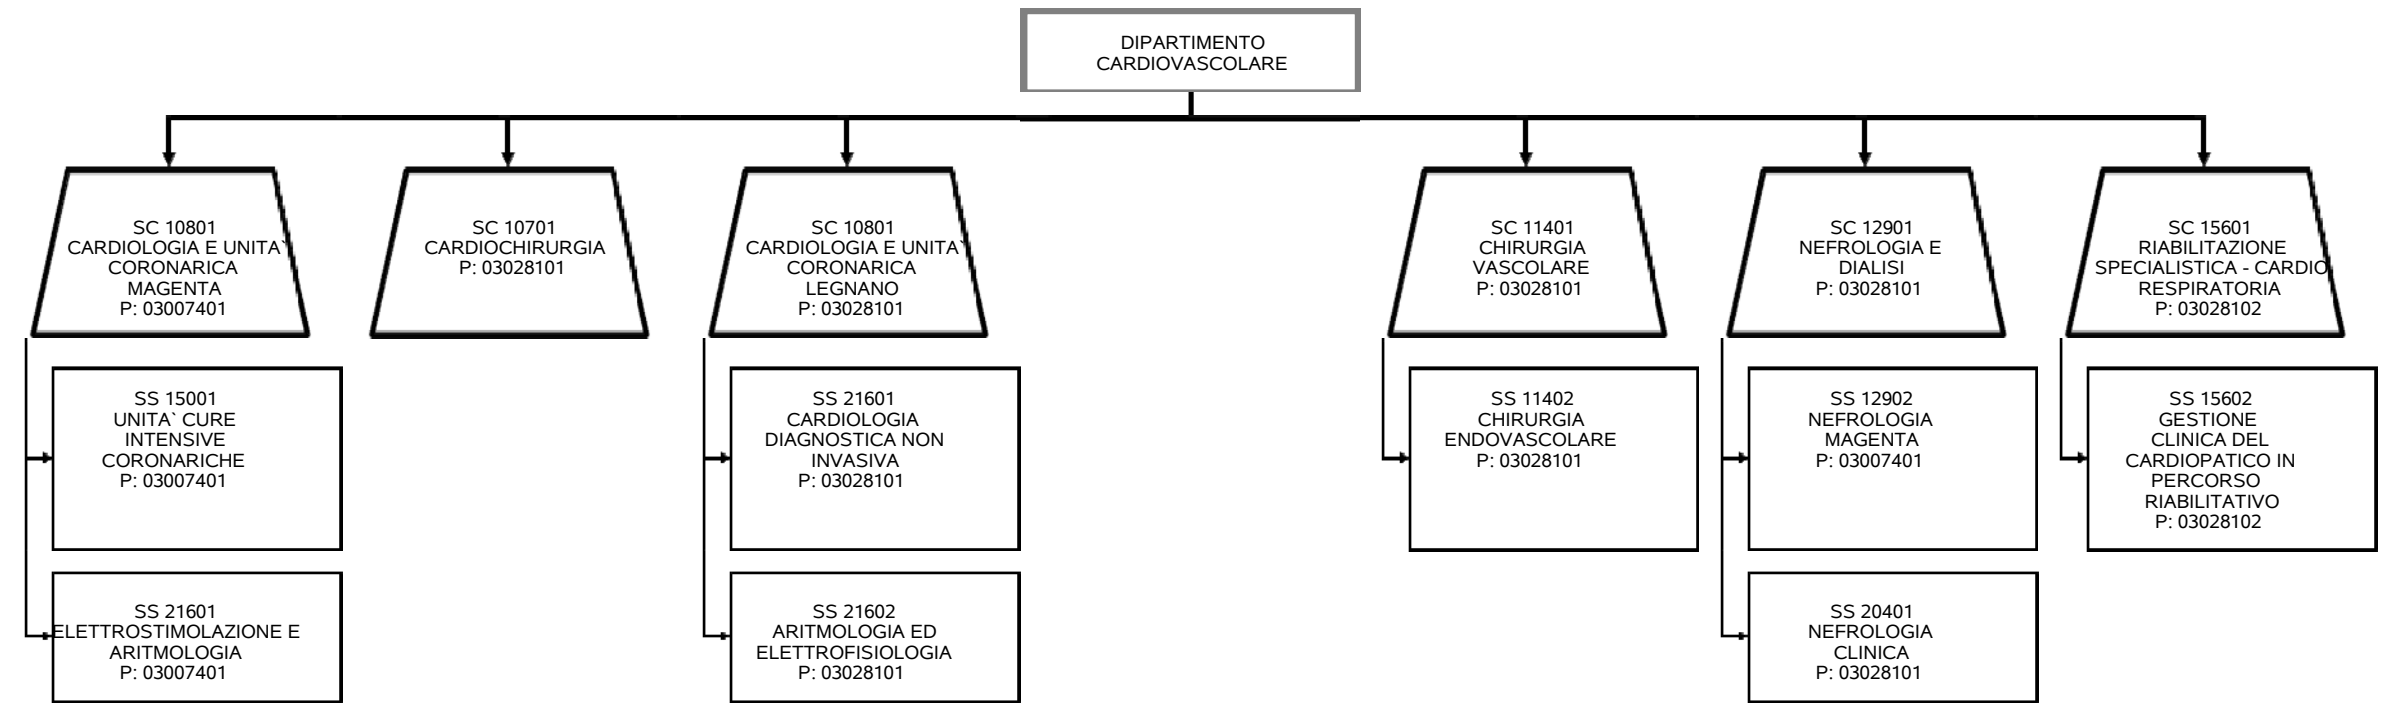 DIPARTIMENTO
CARDIOVASCOLARE
SC 10801
CARDIOLOGIA E UNITA`
CORONARICA
MAGENTA
P: 03007401
SC 10701
CARDIOCHIRURGIA
P: 03028101
SC 10801
CARDIOLOGIA E UNITA`
CORONARICA
LEGNANO
P: 03028101
SC 11401
CHIRURGIA
VASCOLARE
P: 03028101
SC 12901
NEFROLOGIA E
DIALISI
P: 03028101
SC 15601
RIABILITAZIONE
SPECIALISTICA - CARDIO
RESPIRATORIA
P: 03028102
SS 15001
UNITA` CURE
INTENSIVE
CORONARICHE
P: 03007401
SS 21601
CARDIOLOGIA
DIAGNOSTICA NON
INVASIVA
P: 03028101
SS 11402
CHIRURGIA
ENDOVASCOLARE
P: 03028101
SS 12902
NEFROLOGIA
MAGENTA
P: 03007401
SS 15602
GESTIONE
CLINICA DEL
CARDIOPATICO IN
PERCORSO
RIABILITATIVO
P: 03028102
SS 21601
ELETTROSTIMOLAZIONE E
ARITMOLOGIA
P: 03007401
SS 21602
ARITMOLOGIA ED
ELETTROFISIOLOGIA
P: 03028101
SS 20401
NEFROLOGIA
CLINICA
P: 03028101